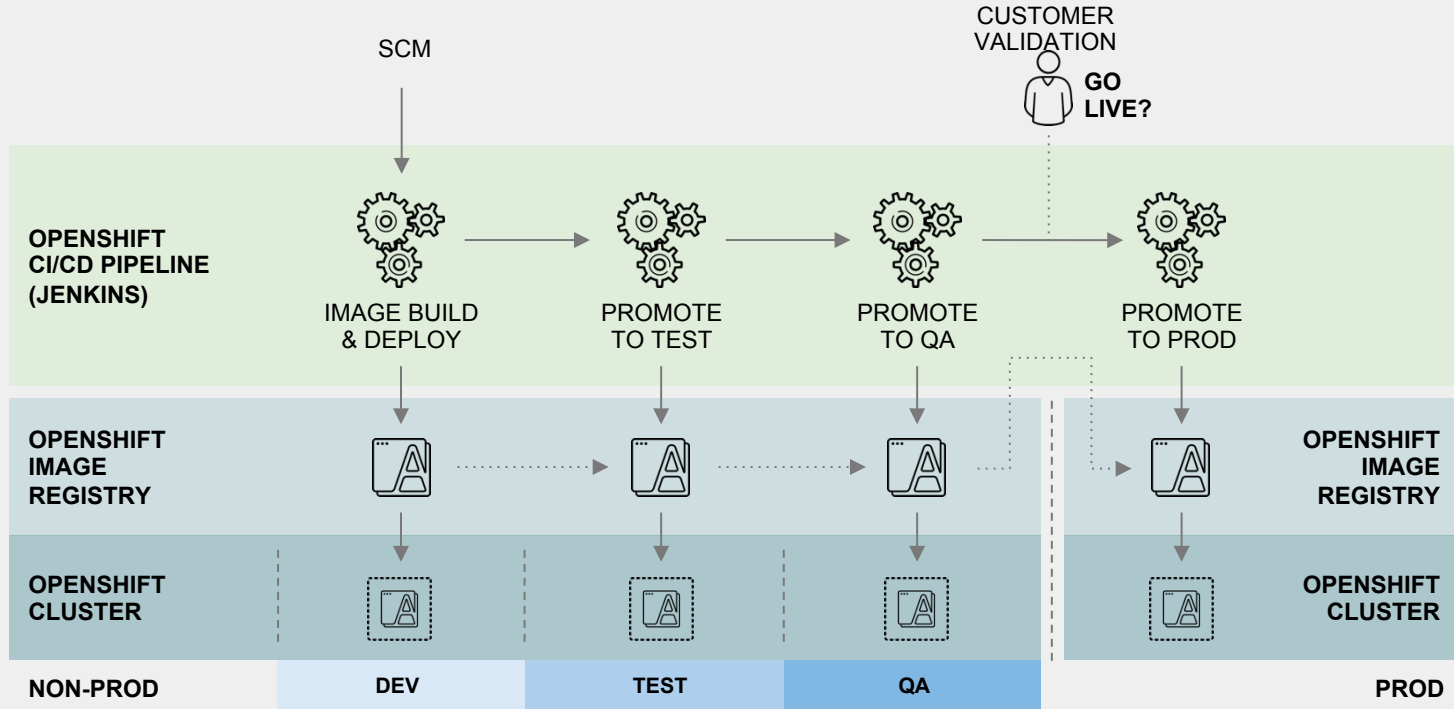 SCM
CUSTOMER
VALIDATION
GO
LIVE?
OPENSHIFT
CI/CD PIPELINE
(JENKINS)
IMAGE BUILD
& DEPLOY
PROMOTE
TO TEST
PROMOTE
TO QA
PROMOTE
TO PROD
OPENSHIFT
IMAGE
REGISTRY
OPENSHIFT
IMAGE
REGISTRY
OPENSHIFT
CLUSTER
OPENSHIFT
CLUSTER
NON-PROD
DEV
TEST
QA
PROD